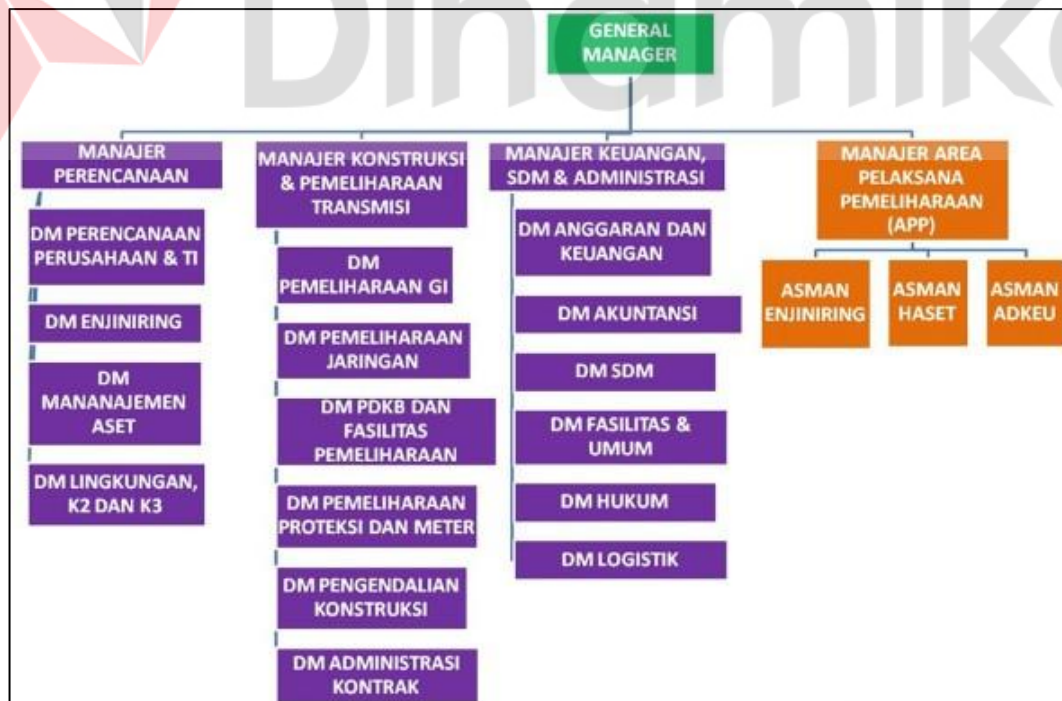 Dinamika
GENERAL
MANAGER
MANAJER
PERENCANAAN
DM PERENCANAAN
PERUSAHAAN & TI
DM ENJINIRING
DM
MANANAJEMEN
ASET
DM LINGKUNGAN,
K2 DAN K3
MANAJER KONSTRUKSI
& PEMELIHARAAN
TRANSMISI
DM
PEMELIHARAAN GI
DM PEMELIHARAAN
JARINGAN
DM PDKB DAN
FASILITAS
PEMELIHARAAN
DM PEMELIHARAAN
PROTEKSI DAN METER
DM PENGENDALIAN
KONSTRUKSI
DM ADMINISTRASI
KONTRAK
MANAJER KEUANGAN,
SDM & ADMINISTRASI
DM ANGGARAN DAN
KEUANGAN
DM AKUNTANSI
DM SDM
DM FASILITAS &
UMUM
DM HUKUM
DM LOGISTIK
MANAJER AREA
PELAKSANA
PEMELIHARAAN
(APP)
ASMAN
ENJINIRING
ASMAN
HASET
ASMAN
ADKEU